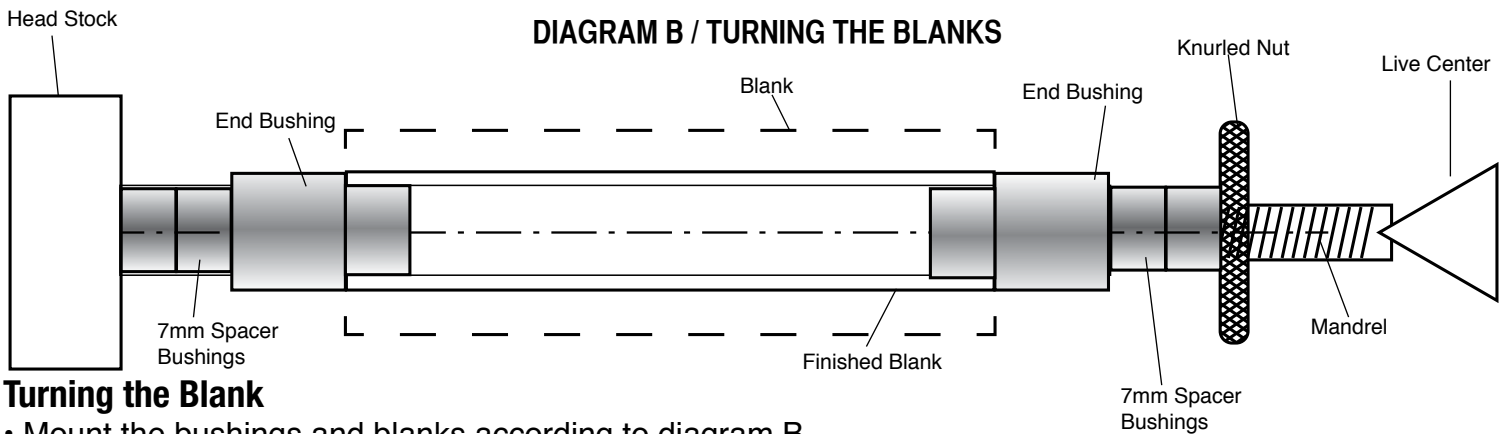 Head Stock
DIAGRAM B / TURNING THE BLANKS
Knurled Nut
Live Center
Blank
End Bushing
End Bushing
7mm Spacer
Bushings
Finished Blank
Mandrel
7mm Spacer
Bushings
Turning the Blank
• Mount the bushings and blanks according to diagram B